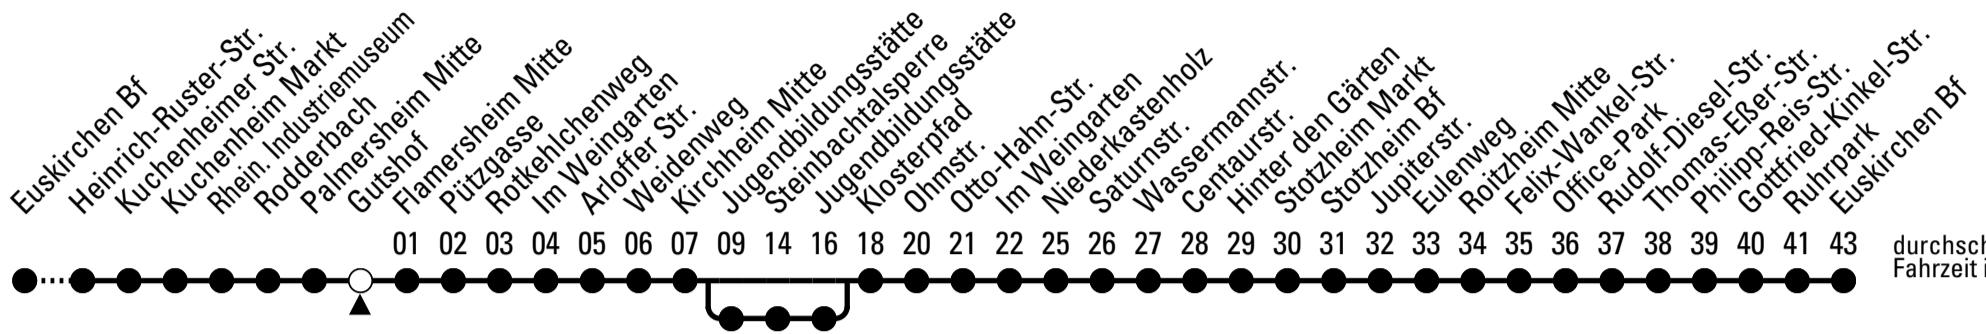 Euskirchen Bf
Heinrich-Ruster-Str.
Kuchenheimer Str.
Kuchenheim Markt
Rhein. Industriemuseum
Rodderbach
Palmersheim Mitte
Gutshof
Flamersheim Mitte
Pützgasse
Rotkehlchenweg
Im Weingarten
Arloffer Str.
Weidenweg
Kirchheim Mitte
Jugendbildungsstätte
Steinbachtalsperre
Jugendbildungsstätte
Klosterpfad
Ohmstr.
Otto-Hahn-Str.
Im Weingarten
Niederkastenholz
Saturnstr.
Wassermannstr.
Centaurstr.
Hinter den Gärten
Stotzheim Markt
Stotzheim Bf
Jupiterstr.
Eulenweg
Roitzheim Mitte
Felix-Wankel-Str.
Office-Park
Rudolf-Diesel-Str.
Thomas-Eßer-Str.
Philipp-Reis-Str.
Gottfried-Kinkel-Str.
Ruhrpark
Euskirchen Bf
01 02 03 04 05 06 07 09 14 16 18 20 21 22 25 26 27 28 29 30 31 32 33 34 35 36 37 38 39 40 41 43
durchsch
Fahrzeit i